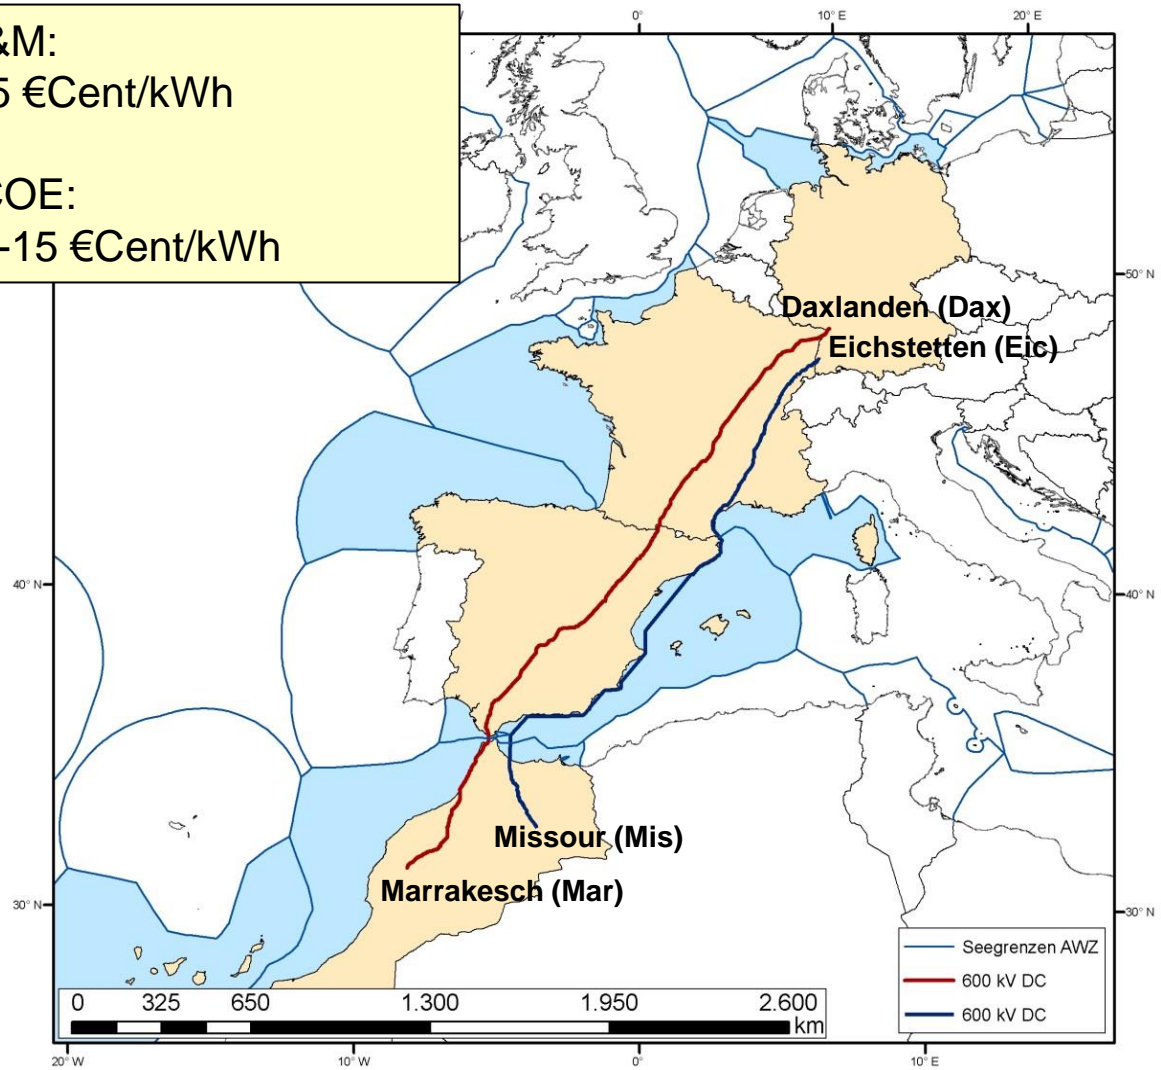 &M:
5 €Cent/kWh
COE:
-15 €Cent/kWh
0°
10° E
20° E
50° N
Daxlanden (Dax)
Eichstetten (Eic)
40° N
40° N
Missour (Mis)
Marrakesch (Mar)
30° N
30° N
Seegrenzen AWZ
600 kV DC
600 kV DC
0 325 650 1.300 1.950 2.600
km
20° W
10° W
0°
10° E